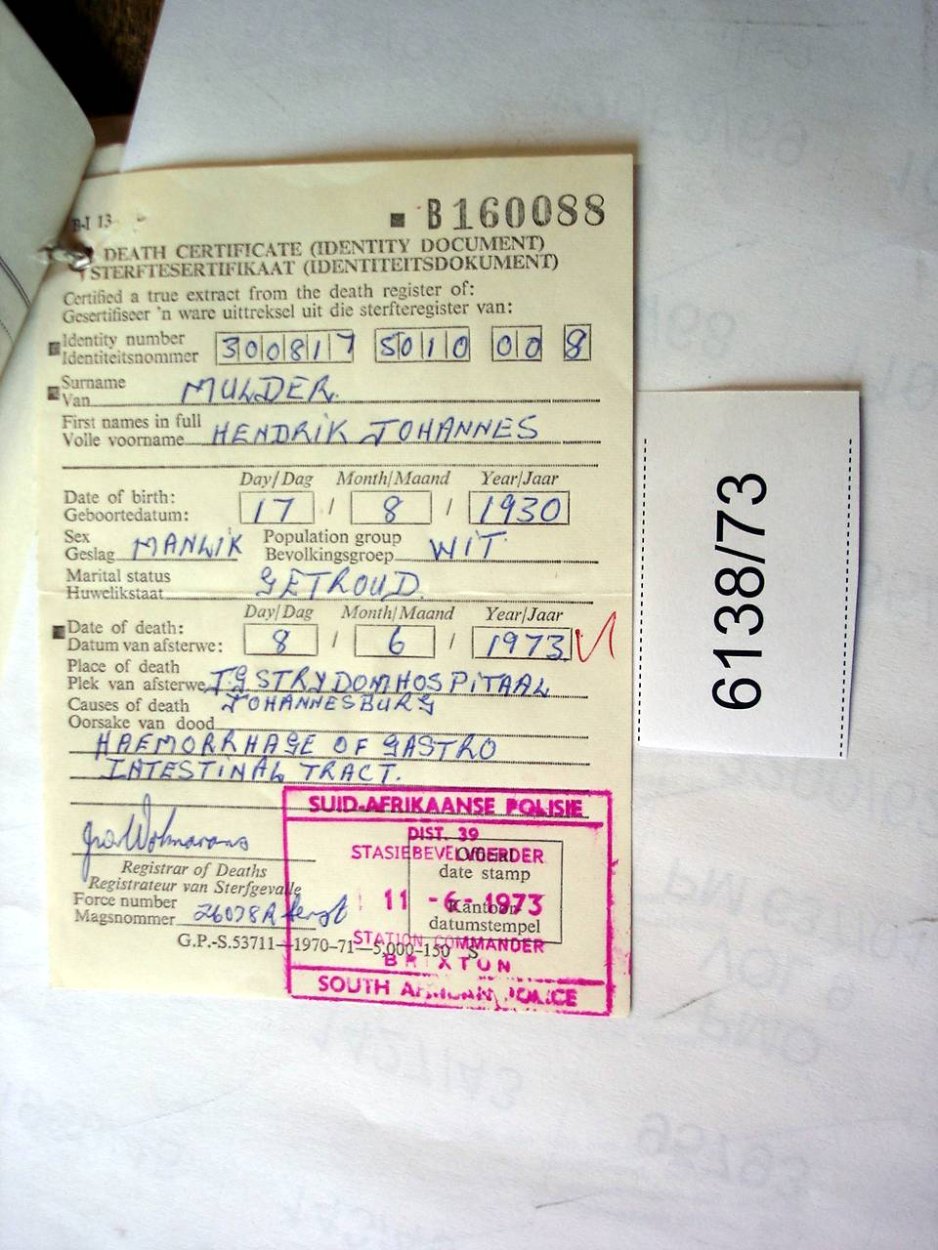 B-I 13
B160088
DEATH CERTIFICATE (IDENTITY DOCUMENT)
STERFTESERTIFIKAAT (IDENTITEITSDOKUMENT)
Certified a true extract from the death register of:
Gesertifiseer 'n ware uittreksel uit die sterfteregister van:
Identity number
Identiteitsnommer 300817 5010 00 8
Surname
Van MULDER.
First names in full
Volle voorname HENDRIK JOHANNES
Day/Dag Month/Maand Year/Jaar
Date of birth:
Geboortedatum: 17 / 8 / 1930
Sex Population group
Geslag MANLIK Bevolkingsgroep WIT
Marital status
Huwelikstaat GETROUD.
Day/Dag Month/Maand Year/Jaar
Date of death:
Datum van afsterwe: 8 / 6 / 1973
Place of death
Plek van afsterwe J G STRYDOM HOSPITAAL
Causes of death JOHANNESBURG
Oorsake van dood
HAEMORRHAGE OF GASTRO
INTESTINAL TRACT.
Registrar of Deaths
Registrateur van Sterfgevalle
Force number
Magsnommer 26078R
G.P.-S.53711—1970-71—5,000-150 S
Official
date stamp
Kantoor
datumstempel
SUID-AFRIKAANSE POLISIE
DIST. 39
STASIEBEVELVOERDER
11 -6- 1973
STATION COMMANDER
BRIXTON
SOUTH AFRICAN POLICE
6138/73